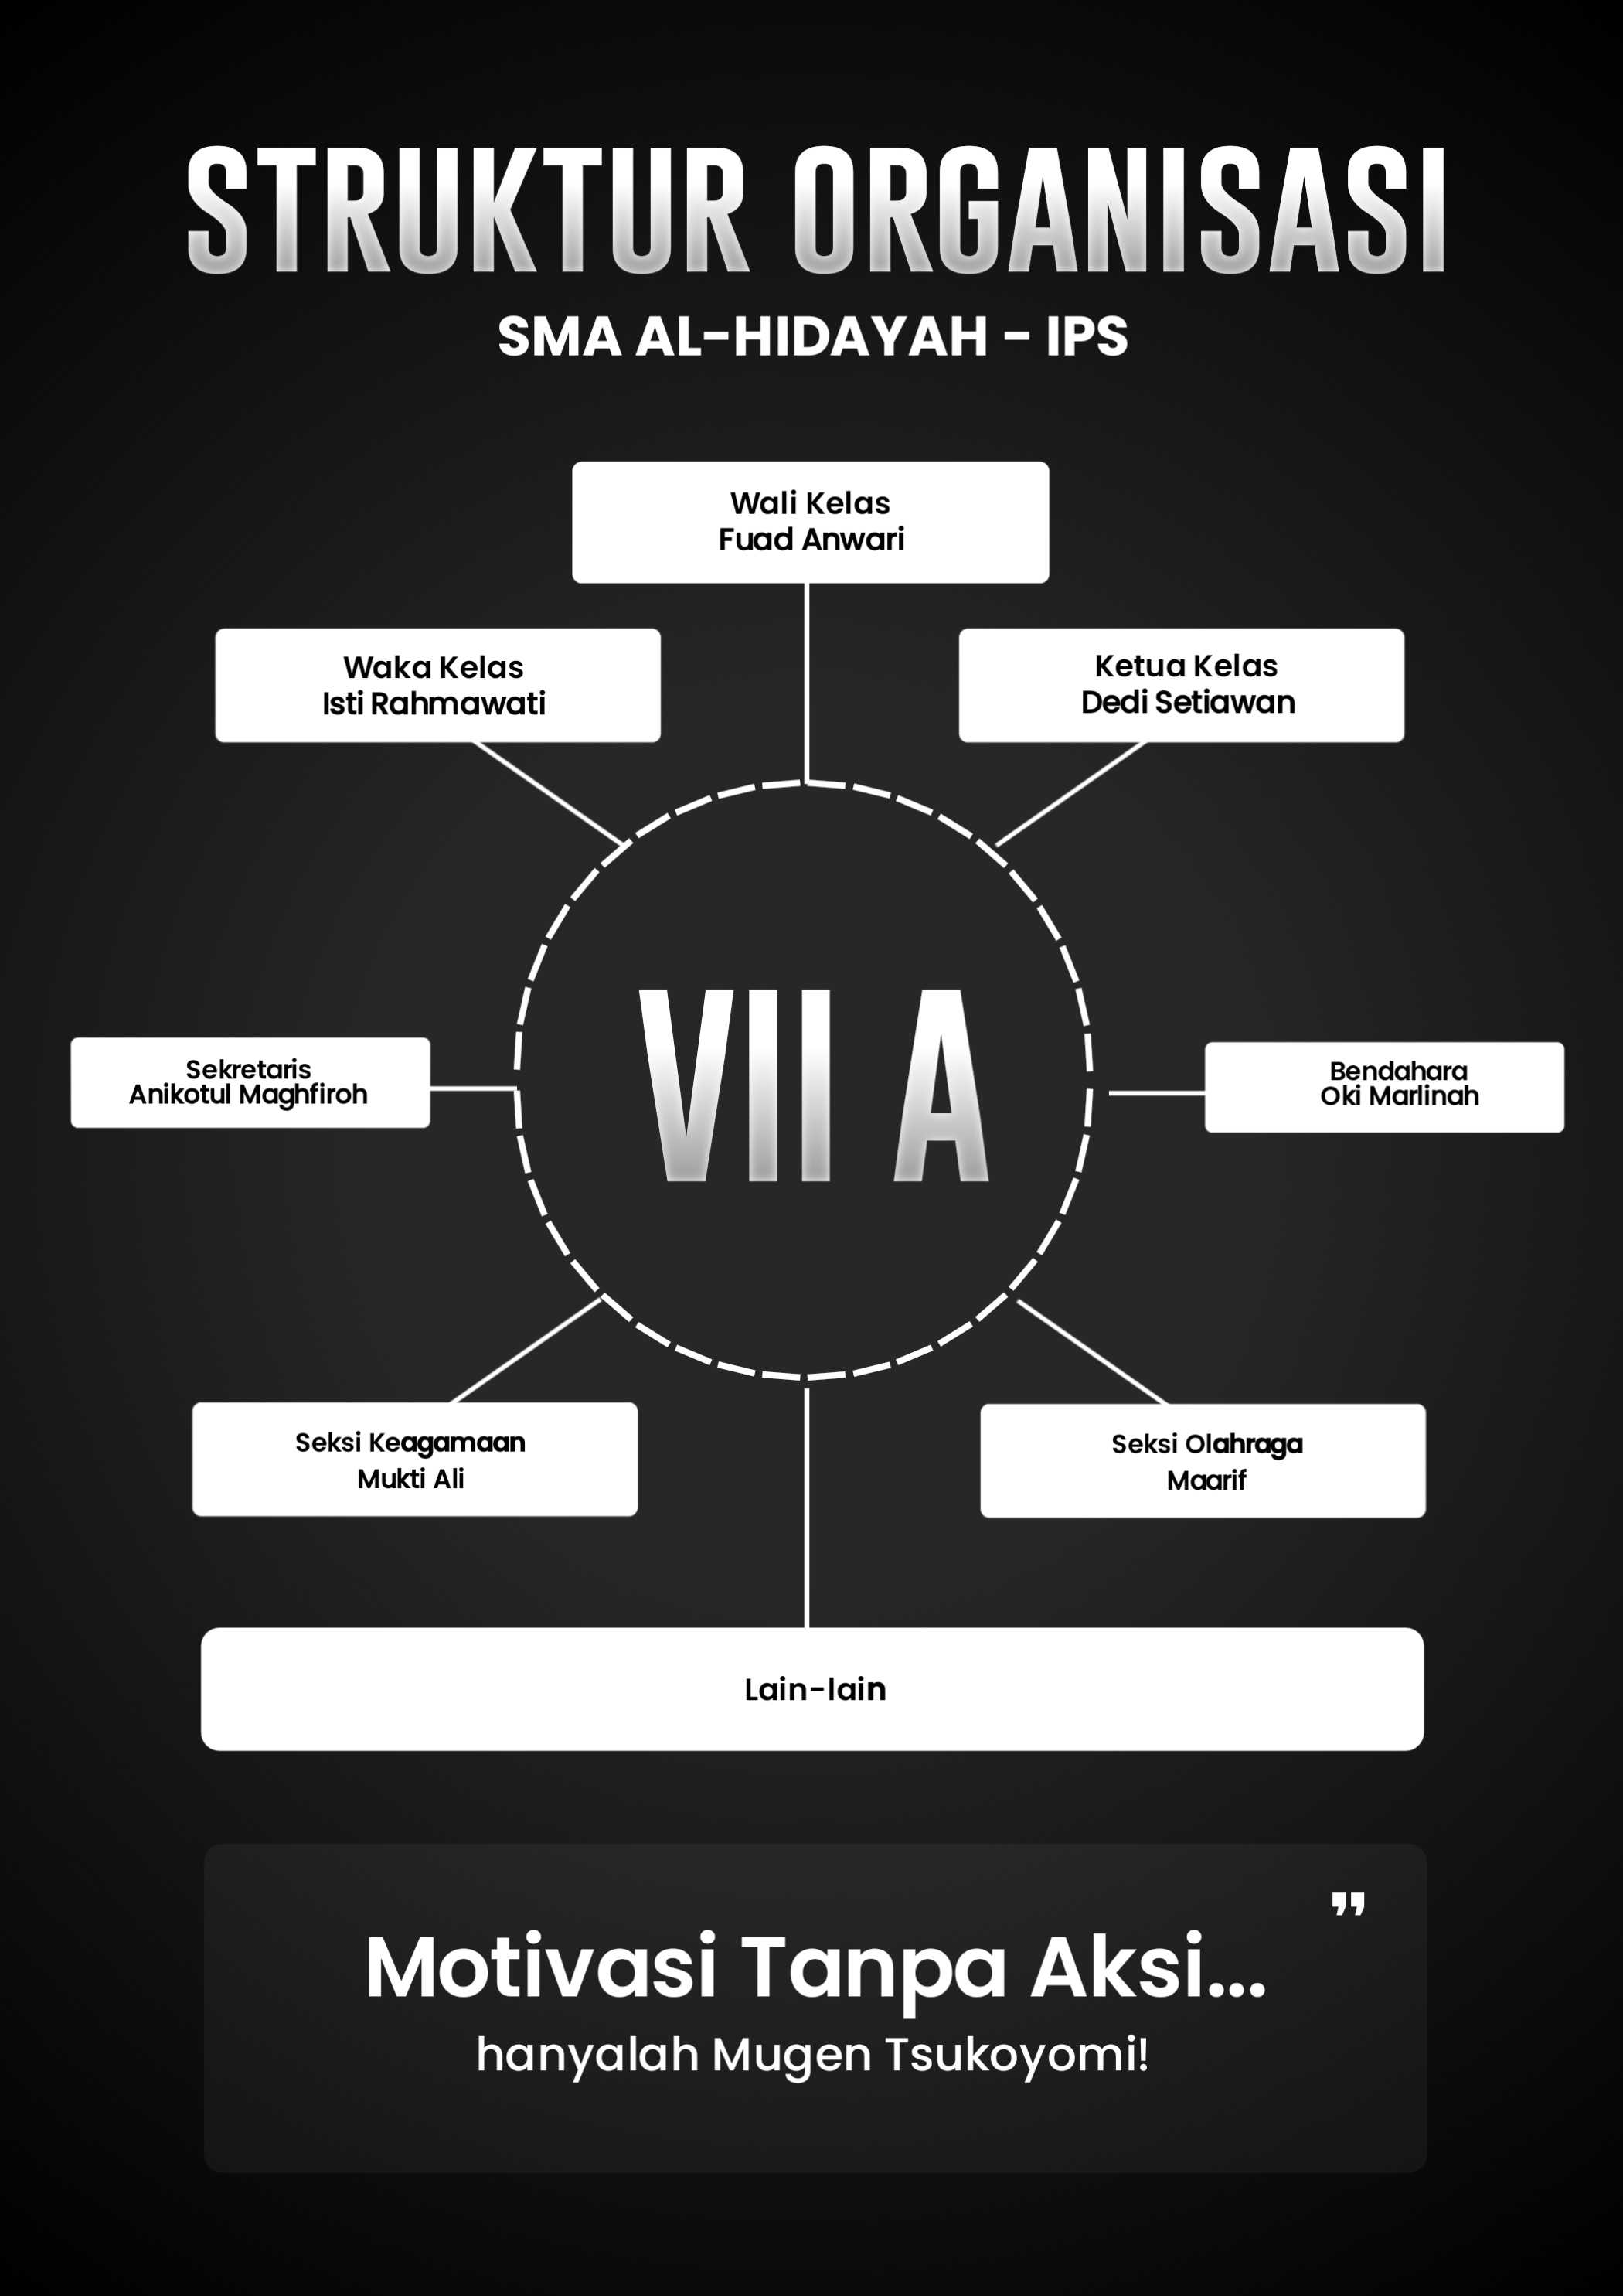 STRUKTUR ORGANISASI
SMA AL-HIDAYAH - IPS
Wali Kelas
Fuad Anwari
Waka Kelas
Isti Rahmawati
Ketua Kelas
Dedi Setiawan
VII A
Sekretaris
Anikotul Maghfiroh
Bendahara
Oki Marlinah
Seksi Keagamaan
Mukti Ali
Seksi Olahraga
Maarif
Lain-lain
”
Motivasi Tanpa Aksi...
hanyalah Mugen Tsukoyomi!